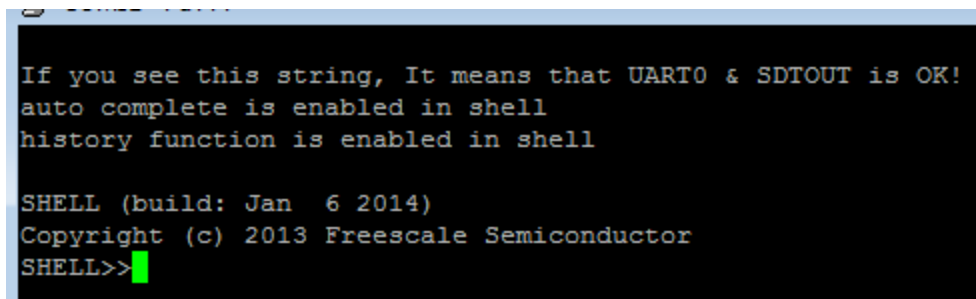 If you see this string, It means that UART0 & SDTOUT is OK!
auto complete is enabled in shell
history function is enabled in shell
SHELL (build: Jan  6 2014)
Copyright (c) 2013 Freescale Semiconductor
SHELL>>